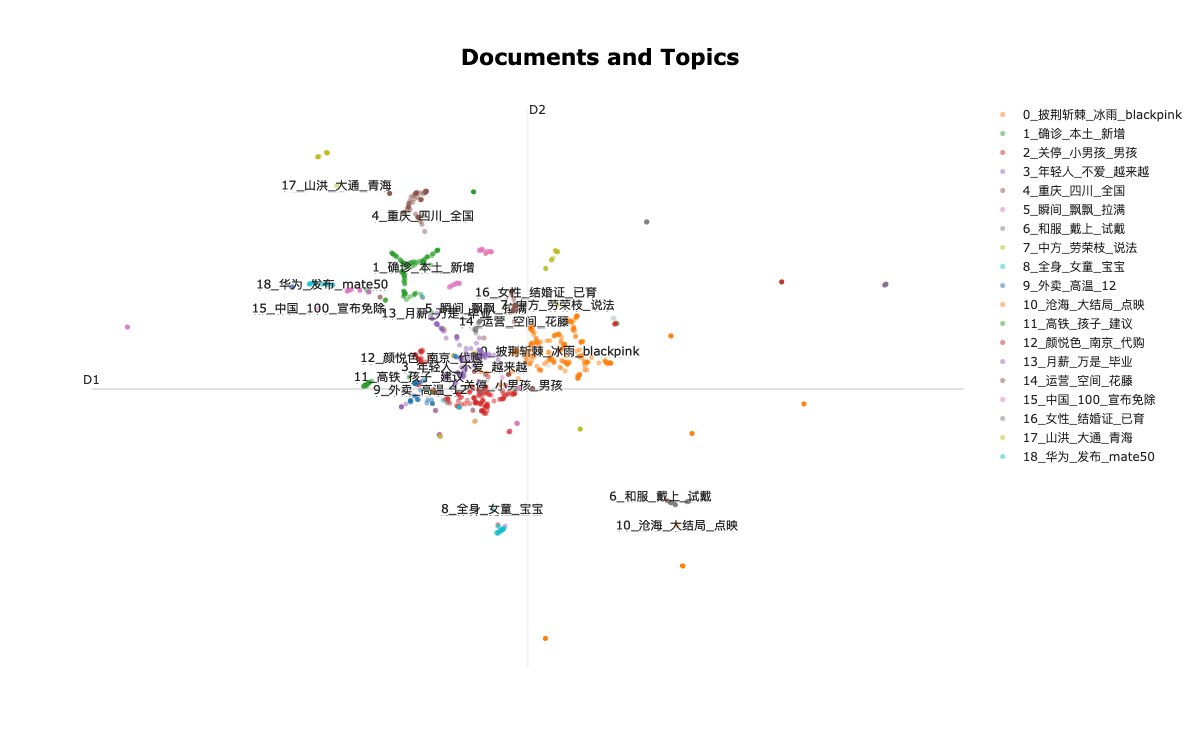 Documents and Topics
D2
D1
17_山洪_大通_青海
4_重庆_四川_全国
1_确诊_本土_新增
18_华为_发布_mate50
16_女性_结婚证_已育
15_中国_100_宣布免除
5_瞬间_飘飘_拉满
7_中方_劳荣枝_说法
13_月薪_万是_毕业
14_运营_空间_花藤
0_披荆斩棘_冰雨_blackpink
12_颜悦色_南京_代购
3_年轻人_不爱_越来越
11_高铁_孩子_建议
2_关停_小男孩_男孩
9_外卖_高温_12
6_和服_戴上_试戴
8_全身_女童_宝宝
10_沧海_大结局_点映
0_披荆斩棘_冰雨_blackpink
1_确诊_本土_新增
2_关停_小男孩_男孩
3_年轻人_不爱_越来越
4_重庆_四川_全国
5_瞬间_飘飘_拉满
6_和服_戴上_试戴
7_中方_劳荣枝_说法
8_全身_女童_宝宝
9_外卖_高温_12
10_沧海_大结局_点映
11_高铁_孩子_建议
12_颜悦色_南京_代购
13_月薪_万是_毕业
14_运营_空间_花藤
15_中国_100_宣布免除
16_女性_结婚证_已育
17_山洪_大通_青海
18_华为_发布_mate50